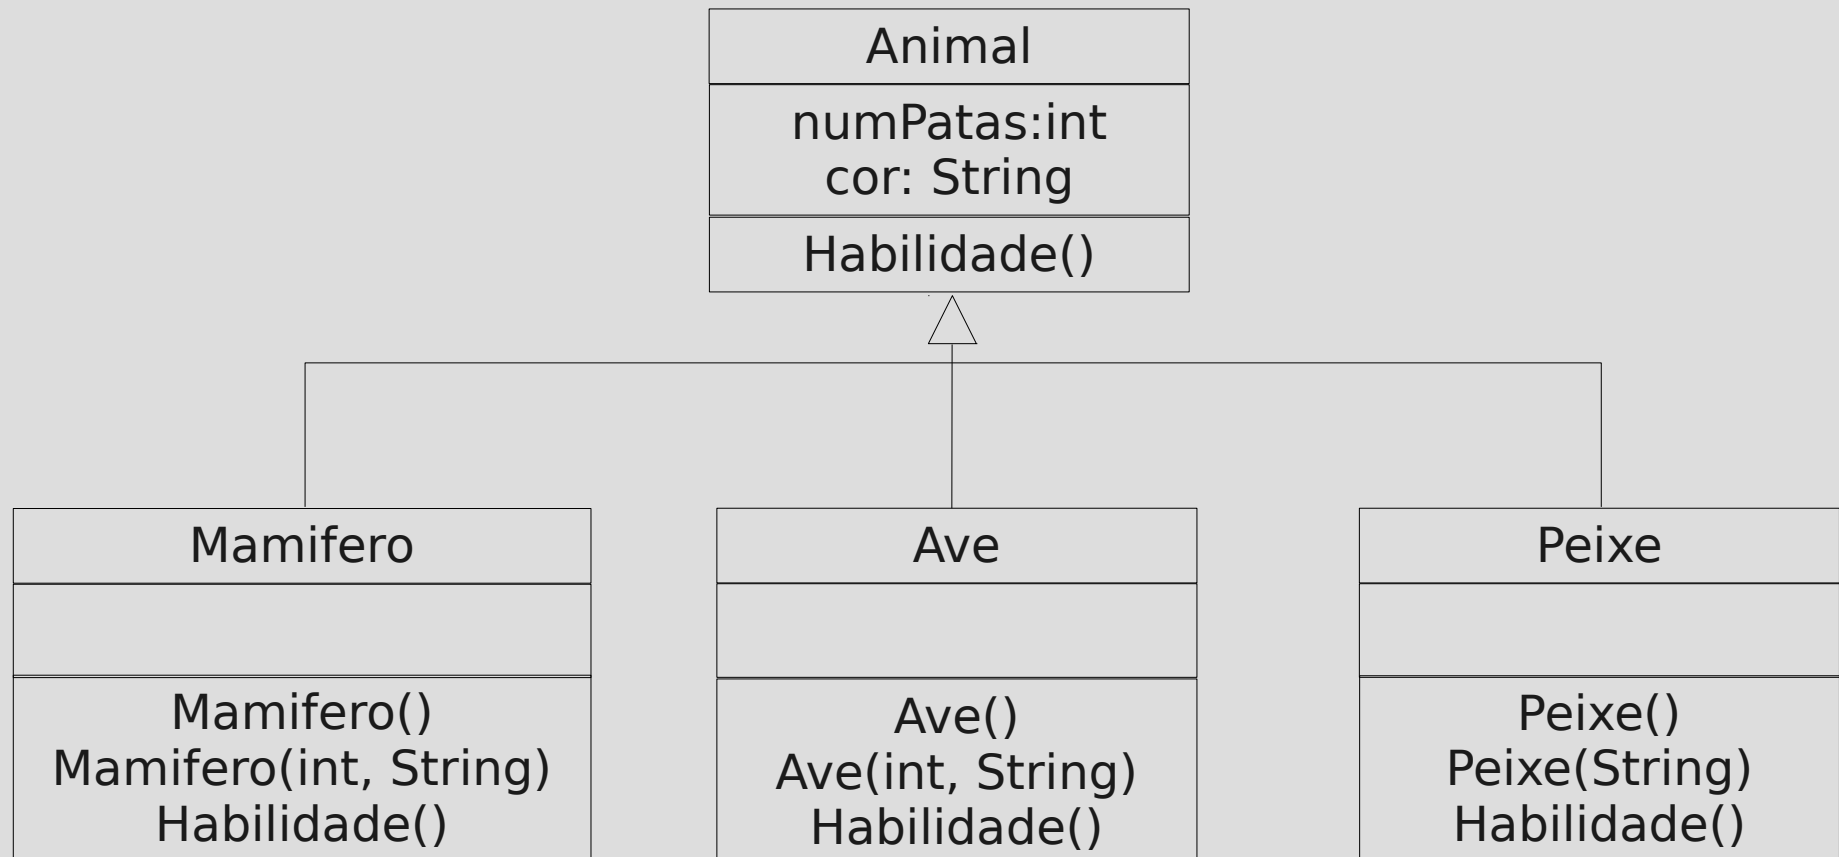 Animal
numPatas:int
cor: String
Habilidade()
Mamifero
Mamifero()
Mamifero(int, String)
Habilidade()
Ave
Ave()
Ave(int, String)
Habilidade()
Peixe
Peixe()
Peixe(String)
Habilidade()